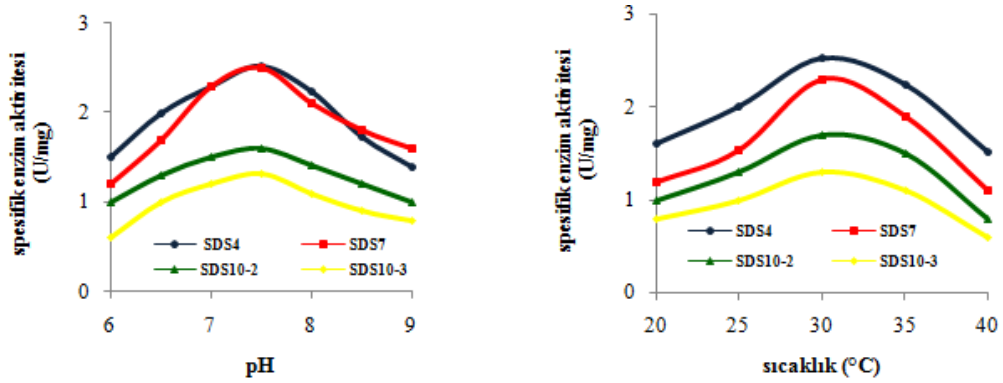 spesifik enzim aktivitesi
(U/mg)
3
2
1
0
SDS4
SDS7
SDS10-2
SDS10-3
6
7
8
9
pH
spesifik enzim aktivitesi
(U/mg)
3
2
1
0
SDS4
SDS7
SDS10-2
SDS10-3
20
25
30
35
40
sıcaklık (°C)